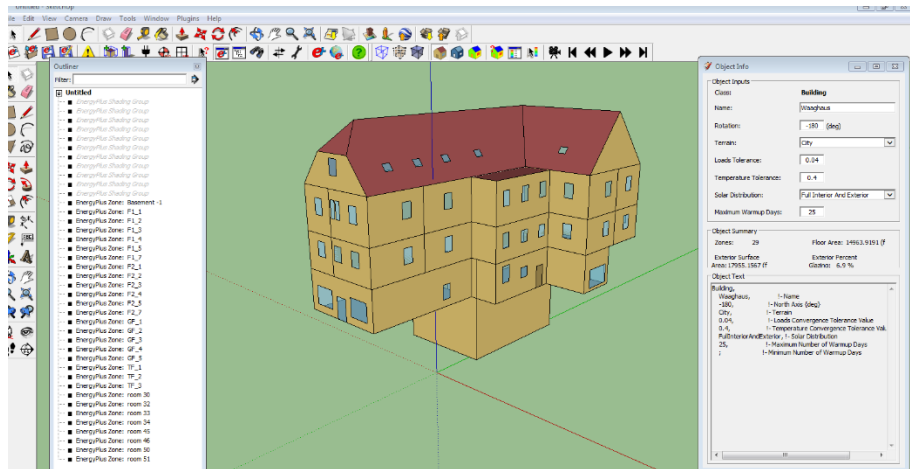 Untitled - SketchUp
File Edit View Camera Draw Tools Window Plugins Help
Outliner
Filter:
Untitled
EnergyPlus Shading Group
EnergyPlus Shading Group
EnergyPlus Shading Group
EnergyPlus Shading Group
EnergyPlus Shading Group
EnergyPlus Shading Group
EnergyPlus Shading Group
EnergyPlus Shading Group
EnergyPlus Shading Group
EnergyPlus Shading Group
EnergyPlus Zone: Basement -1
EnergyPlus Zone: F1_1
EnergyPlus Zone: F1_2
EnergyPlus Zone: F1_3
EnergyPlus Zone: F1_4
EnergyPlus Zone: F1_5
EnergyPlus Zone: F1_7
EnergyPlus Zone: F2_1
EnergyPlus Zone: F2_2
EnergyPlus Zone: F2_3
EnergyPlus Zone: F2_4
EnergyPlus Zone: F2_5
EnergyPlus Zone: F2_7
EnergyPlus Zone: GF_1
EnergyPlus Zone: GF_2
EnergyPlus Zone: GF_3
EnergyPlus Zone: GF_4
EnergyPlus Zone: GF_5
EnergyPlus Zone: TF_1
EnergyPlus Zone: TF_2
EnergyPlus Zone: TF_3
EnergyPlus Zone: room 30
EnergyPlus Zone: room 32
EnergyPlus Zone: room 33
EnergyPlus Zone: room 34
EnergyPlus Zone: room 45
EnergyPlus Zone: room 46
EnergyPlus Zone: room 50
EnergyPlus Zone: room 51
Object Info
Object Inputs
Class: Building
Name: Waaghaus
Rotation: -180 {deg}
Terrain: City
Loads Tolerance: 0.04
Temperature Tolerance: 0.4
Solar Distribution: Full Interior And Exterior
Maximum Warmup Days: 25
Object Summary
Zones: 29 Floor Area: 14963.9191 (f
Exterior Surface Exterior Percent
Area: 17955.1567 (f Glazing: 6.9 %
Object Text
Building,
Waaghaus, !- Name
-180, !- North Axis {deg}
City, !- Terrain
0.04, !- Loads Convergence Tolerance Value
0.4, !- Temperature Convergence Tolerance Valu
FullInteriorAndExterior, !- Solar Distribution
25, !- Maximum Number of Warmup Days
; !- Minimum Number of Warmup Days